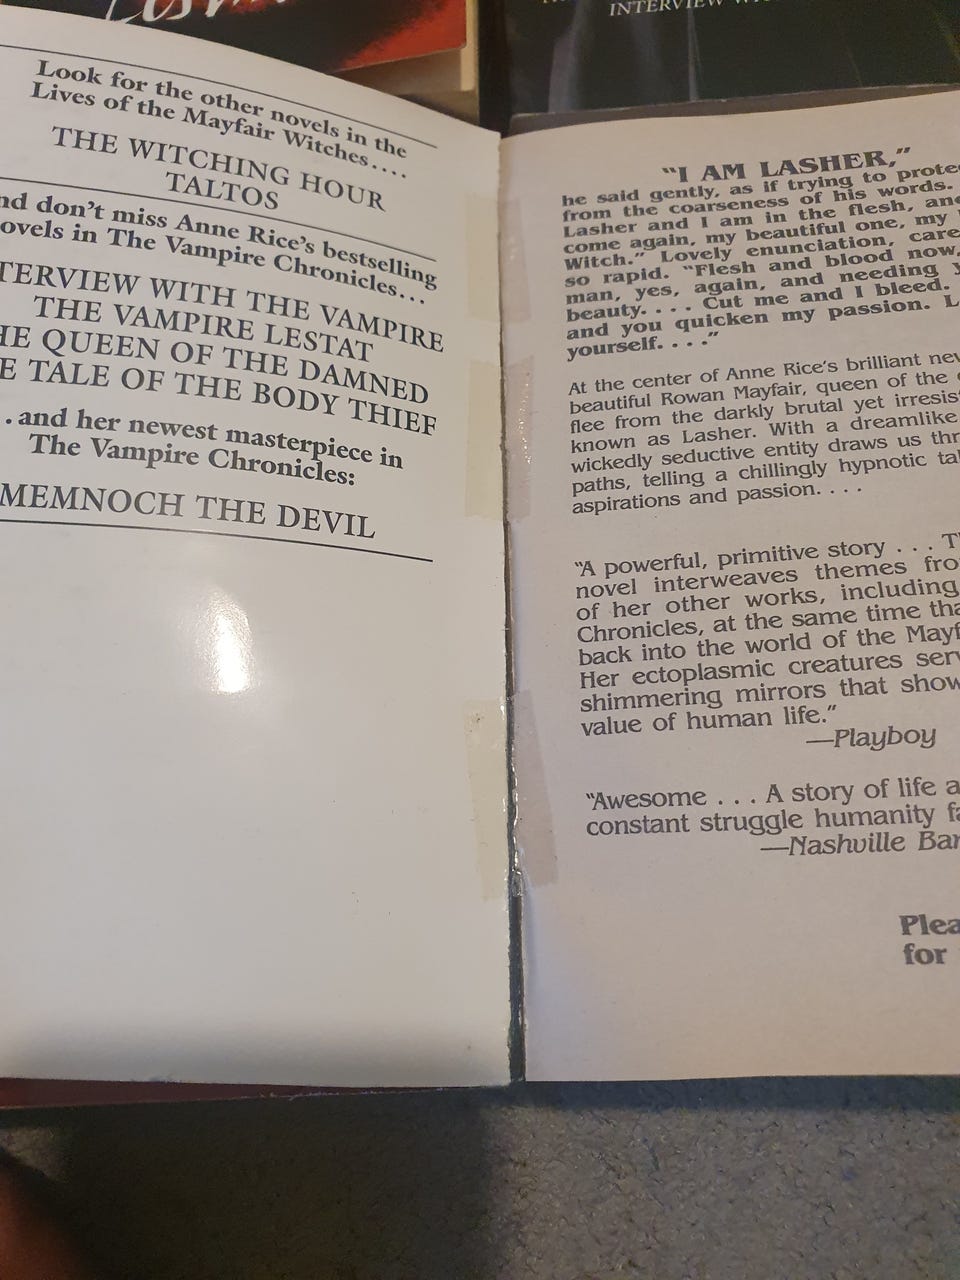 INTERVIEW
Look for the other novels in the
Lives of the Mayfair Witches....
THE WITCHING HOUR
TALTOS
nd don't miss Anne Rice's bestselling
ovels in The Vampire Chronicles...
TERVIEW WITH THE VAMPIRE
THE VAMPIRE LESTAT
HE QUEEN OF THE DAMNED
E TALE OF THE BODY THIEF
. and her newest masterpiece in
The Vampire Chronicles:
MEMNOCH THE DEVIL
"I AM LASHER,"
he said gently, as if trying to prote
from the coarseness of his words.
Lasher and I am in the flesh, an
come again, my beautiful one, my
Witch." Lovely enunciation, care
so rapid. "Flesh and blood now,
man, yes, again, and needing y
beauty. . . . Cut me and I bleed.
and you quicken my passion. L
yourself. . . ."
At the center of Anne Rice's brilliant nev
beautiful Rowan Mayfair, queen of the
flee from the darkly brutal yet irresis
known as Lasher. With a dreamlike
wickedly seductive entity draws us thr
paths, telling a chillingly hypnotic ta
aspirations and passion. . . .
"A powerful, primitive story . . . T
novel interweaves themes fro
of her other works, including
Chronicles, at the same time tha
back into the world of the Mayf
Her ectoplasmic creatures serv
shimmering mirrors that show
value of human life."
—Playboy
"Awesome . . . A story of life a
constant struggle humanity fa
—Nashville Ban
Plea
for